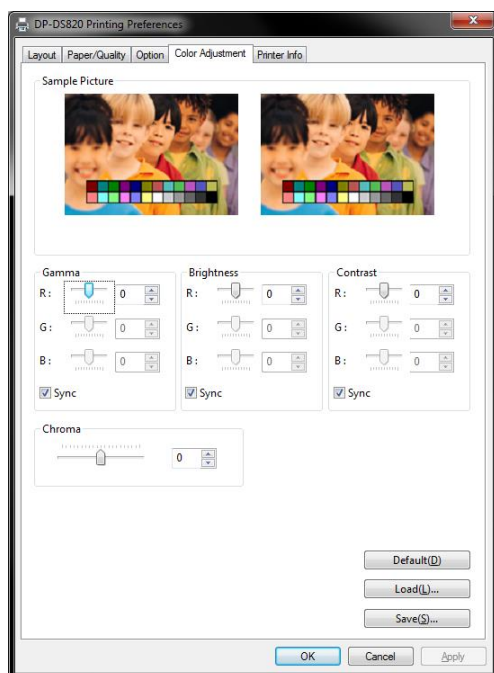 DP-DS820 Printing Preferences
Layout Paper/Quality Option Color Adjustment Printer Info
Sample Picture
Gamma Brightness Contrast
R: 0 R: 0 R: 0
G: 0 G: 0 G: 0
B: 0 B: 0 B: 0
Sync Sync Sync
Chroma
0
Default(D)
Load(L)...
Save(S)...
OK Cancel Apply